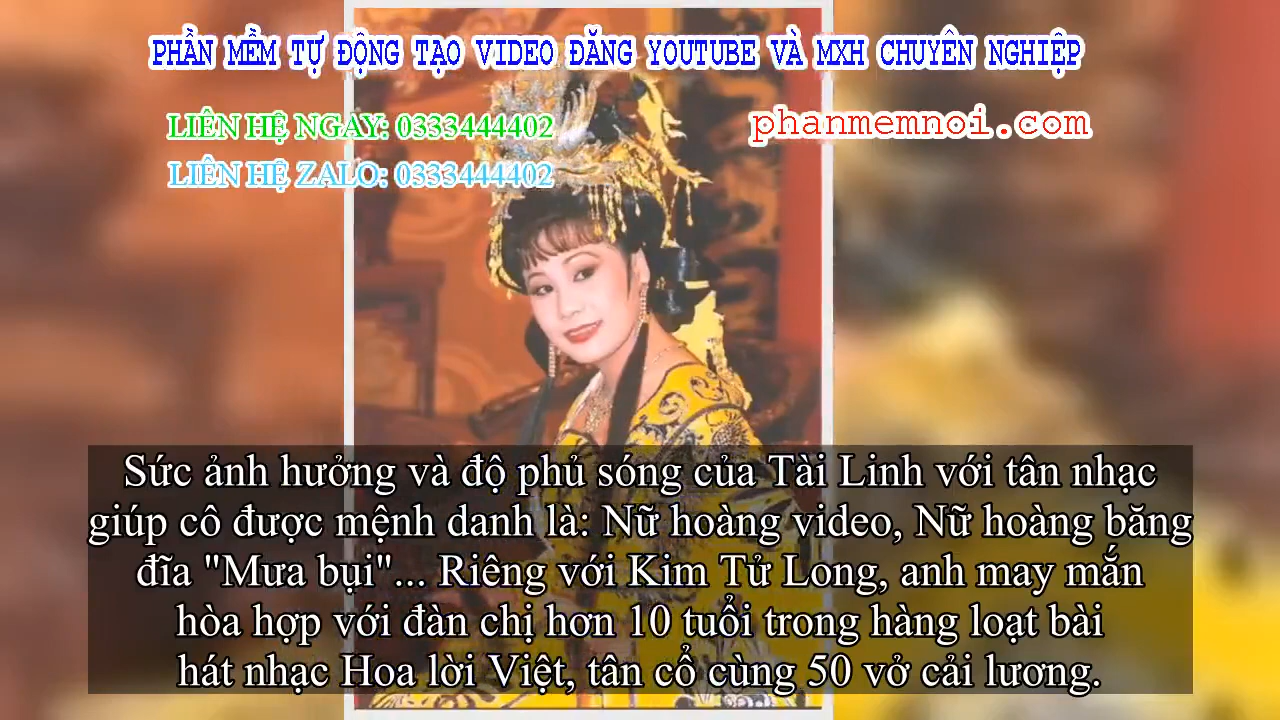 PHẦN MỀM TỰ ĐỘNG TẠO VIDEO ĐĂNG YOUTUBE VÀ MXH CHUYÊN NGHIỆP
LIÊN HỆ NGAY: 0333444402
phanmemnoi.com
LIÊN HỆ ZALO: 0333444402
Sức ảnh hưởng và độ phủ sóng của Tài Linh với tân nhạc
giúp cô được mệnh danh là: Nữ hoàng video, Nữ hoàng băng
đĩa "Mưa bụi"... Riêng với Kim Tử Long, anh may mắn
hòa hợp với đàn chị hơn 10 tuổi trong hàng loạt bài
hát nhạc Hoa lời Việt, tân cổ cùng 50 vở cải lương.